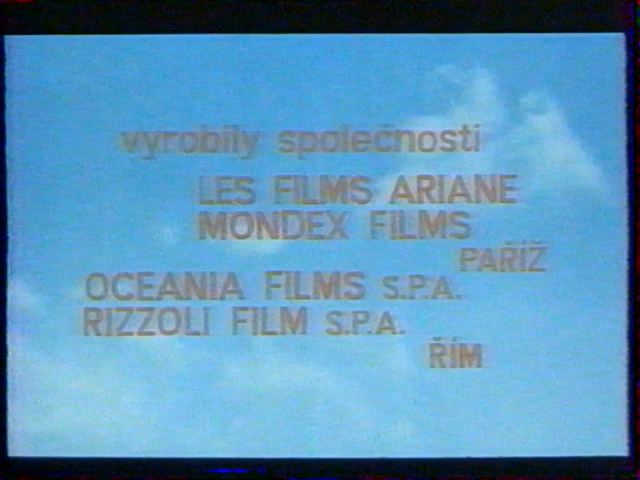 vyrobily společnosti
LES FILMS ARIANE
MONDEX FILMS
PAŘÍŽ
OCEANIA FILMS S.P.A.
RIZZOLI FILM S.P.A.
ŘÍM